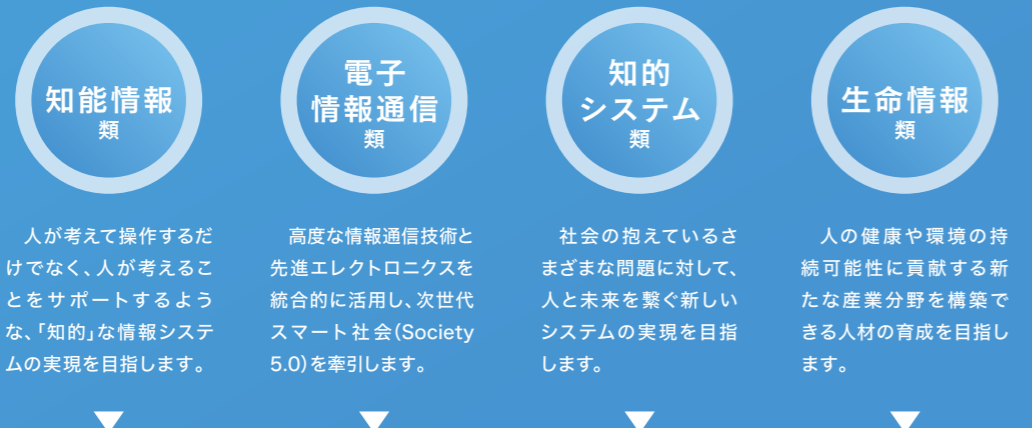 知能情報
類
人が考えて操作するだ
けでなく、人が考えるこ
とをサポートするよう
な、「知的」な情報システ
ムの実現を目指します。
電子
情報通信
類
高度な情報通信技術と
先進エレクトロニクスを
統合的に活用し、次世代
スマート社会(Society
5.0)を牽引します。
知的
システム
類
社会の抱えているさ
まざまな問題に対して、
人と未来を繋ぐ新しい
システムの実現を目指
します。
生命情報
類
人の健康や環境の持
続可能性に貢献する新
たな産業分野を構築で
きる人材の育成を目指し
ます。